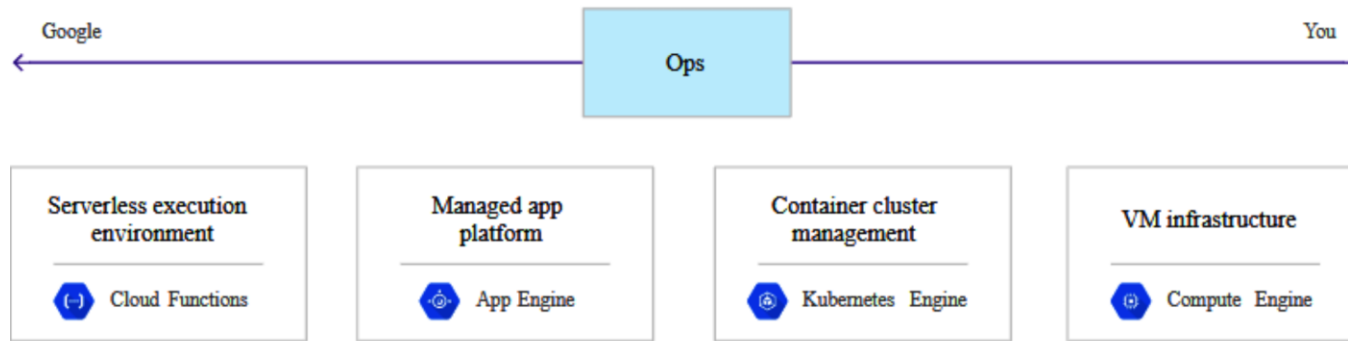 Google
You
Ops
Serverless execution
environment
Cloud Functions
Managed app
platform
App Engine
Container cluster
management
Kubernetes Engine
VM infrastructure
Compute Engine